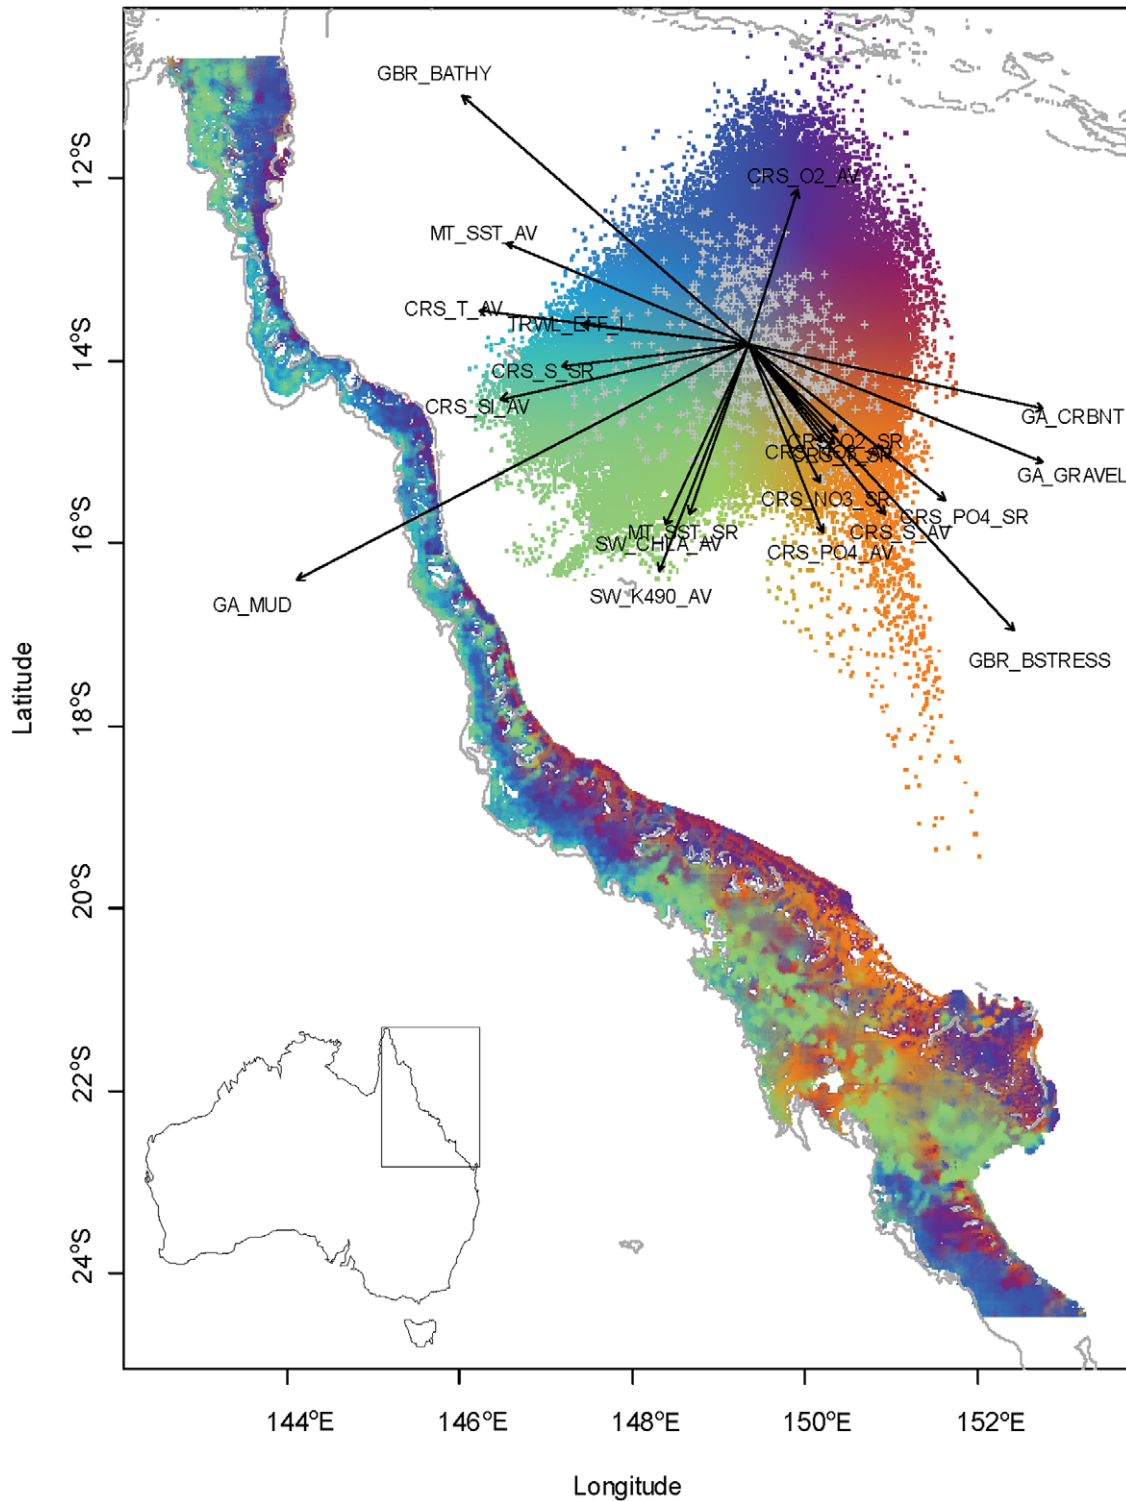 GBR_BATHY
12°S
CRS_O2_AV
MT_SST_AV
CRS_T_AV
TRWL_EFF_I
14°S
CRS_S_SR
CRS_SI_AV
GA_CRBNT
CRS_O2_SR
GA_GRAVEL
CRS_NO3_SR
CRS_PO4_SR
16°S
MT_SST_SR
CRS_S_AV
SW_CHLA_AV
CRS_PO4_AV
SW_K490_AV
GA_MUD
GBR_BSTRESS
Latitude
18°S
20°S
22°S
24°S
144°E
146°E
148°E
150°E
152°E
Longitude